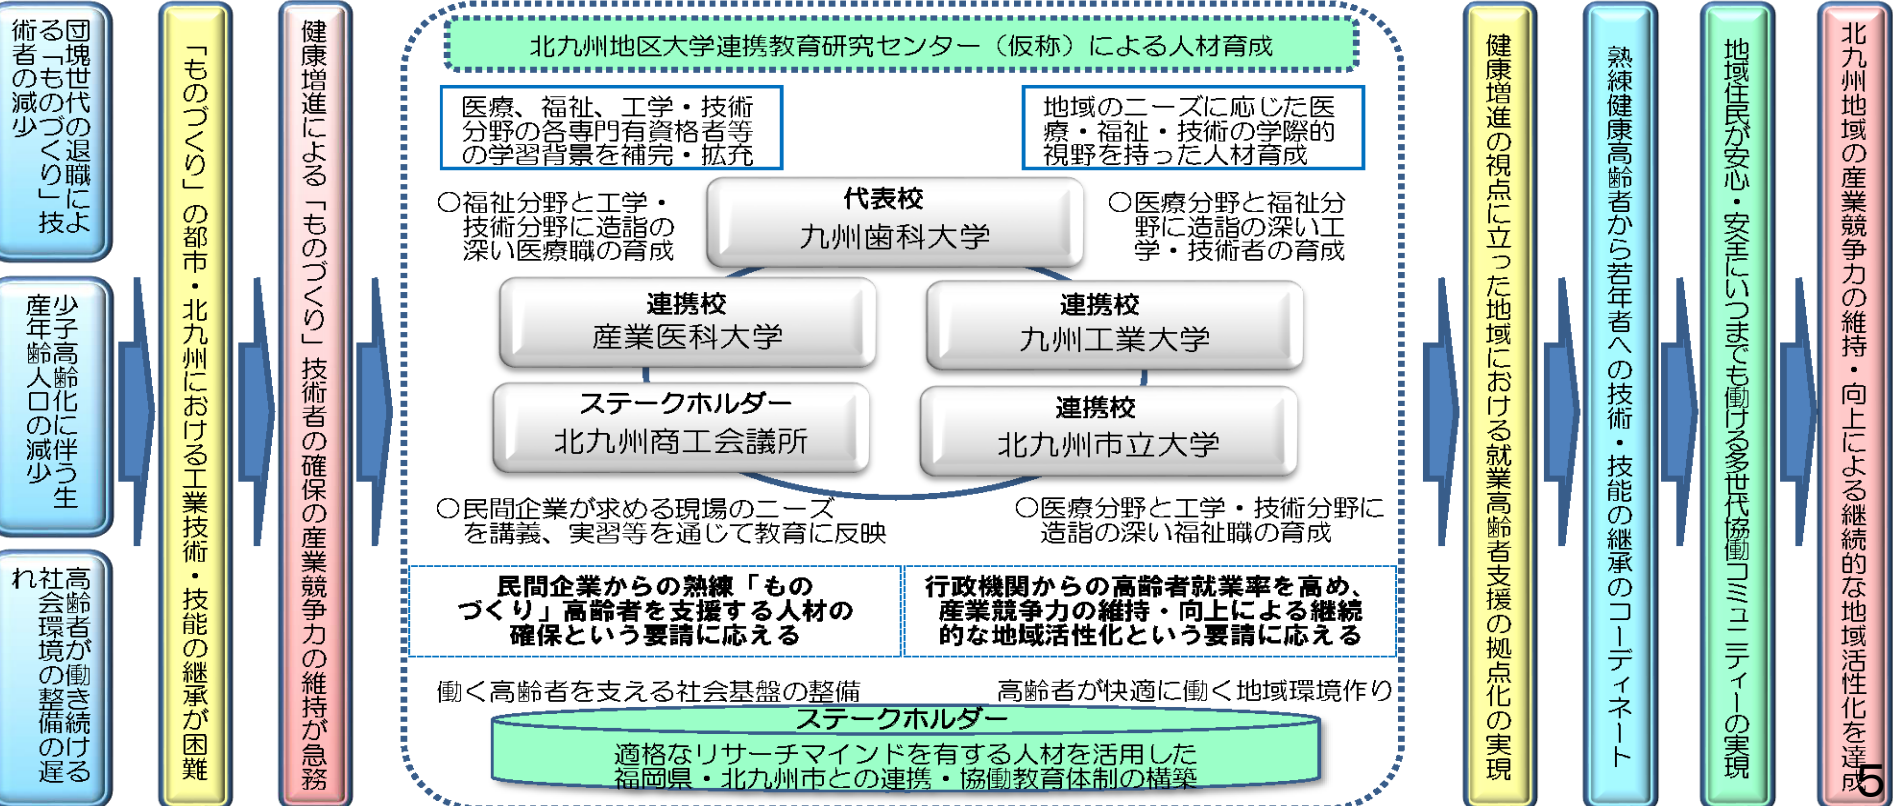 団塊世代の退職によ
る「ものづくり」技
術者の減少
少子高齢化に伴う生
産年齢人口の減少
高齢者が働き続ける
社会環境の整備の遅
れ
「ものづくり」の都市・北九州における工業技術・技能の継承が困難
健康増進による「ものづくり」技術者の確保の産業競争力の維持が急務
北九州地区大学連携教育研究センター（仮称）による人材育成
医療、福祉、工学・技術
分野の各専門有資格者等
の学習背景を補完・拡充
地域のニーズに応じた医
療・福祉・技術の学際的
視野を持った人材育成
○福祉分野と工学・
技術分野に造詣の
深い医療職の育成
代表校
九州歯科大学
○医療分野と福祉分
野に造詣の深い工
学・技術者の育成
連携校
産業医科大学
連携校
九州工業大学
ステークホルダー
北九州商工会議所
連携校
北九州市立大学
○民間企業が求める現場のニーズ
を講義、実習等を通じて教育に反映
○医療分野と工学・技術分野に
造詣の深い福祉職の育成
民間企業からの熟練「もの
づくり」高齢者を支援する人材の
確保という要請に応える
行政機関からの高齢者就業率を高め、
産業競争力の維持・向上による継続
的な地域活性化という要請に応える
働く高齢者を支える社会基盤の整備
高齢者が快適に働く地域環境作り
ステークホルダー
適格なリサーチマインドを有する人材を活用した
福岡県・北九州市との連携・協働教育体制の構築
健康増進の視点に立った地域における就業高齢者支援の拠点化の実現
熟練健康高齢者から若年者への技術・技能の継承のコーディネート
地域住民が安心・安全にいつまでも働ける多世代協働コミュニティーの実現
北九州地域の産業競争力の維持・向上による継続的な地域活性化を達成
5